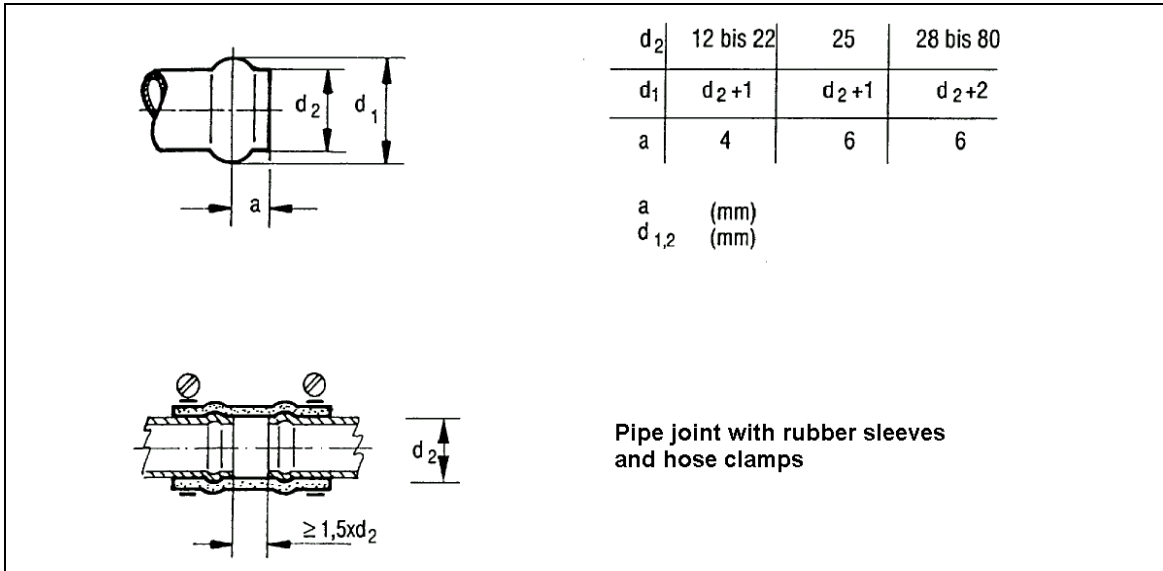 d2 12 bis 22 25 28 bis 80
d1 d2+1 d2+1 d2+2
a 4 6 6
a (mm)
d1,2 (mm)
d2 d1
a
d2
≥1,5xd2
Pipe joint with rubber sleeves
and hose clamps